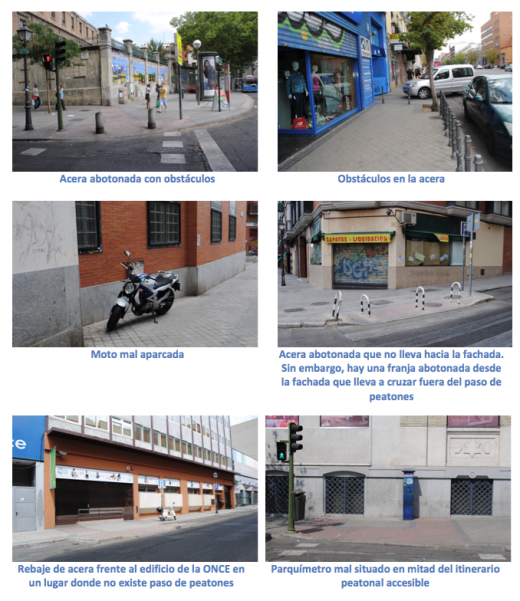 Acera abotonada con obstáculos
Obstáculos en la acera
Moto mal aparcada
ZAPATOS - LIQUIDACIÓN
Acera abotonada que no lleva hacia la fachada.
Sin embargo, hay una franja abotonada desde
la fachada que lleva a cruzar fuera del paso de
peatones
Rebaje de acera frente al edificio de la ONCE en
un lugar donde no existe paso de peatones
Parquímetro mal situado en mitad del itinerario
peatonal accesible